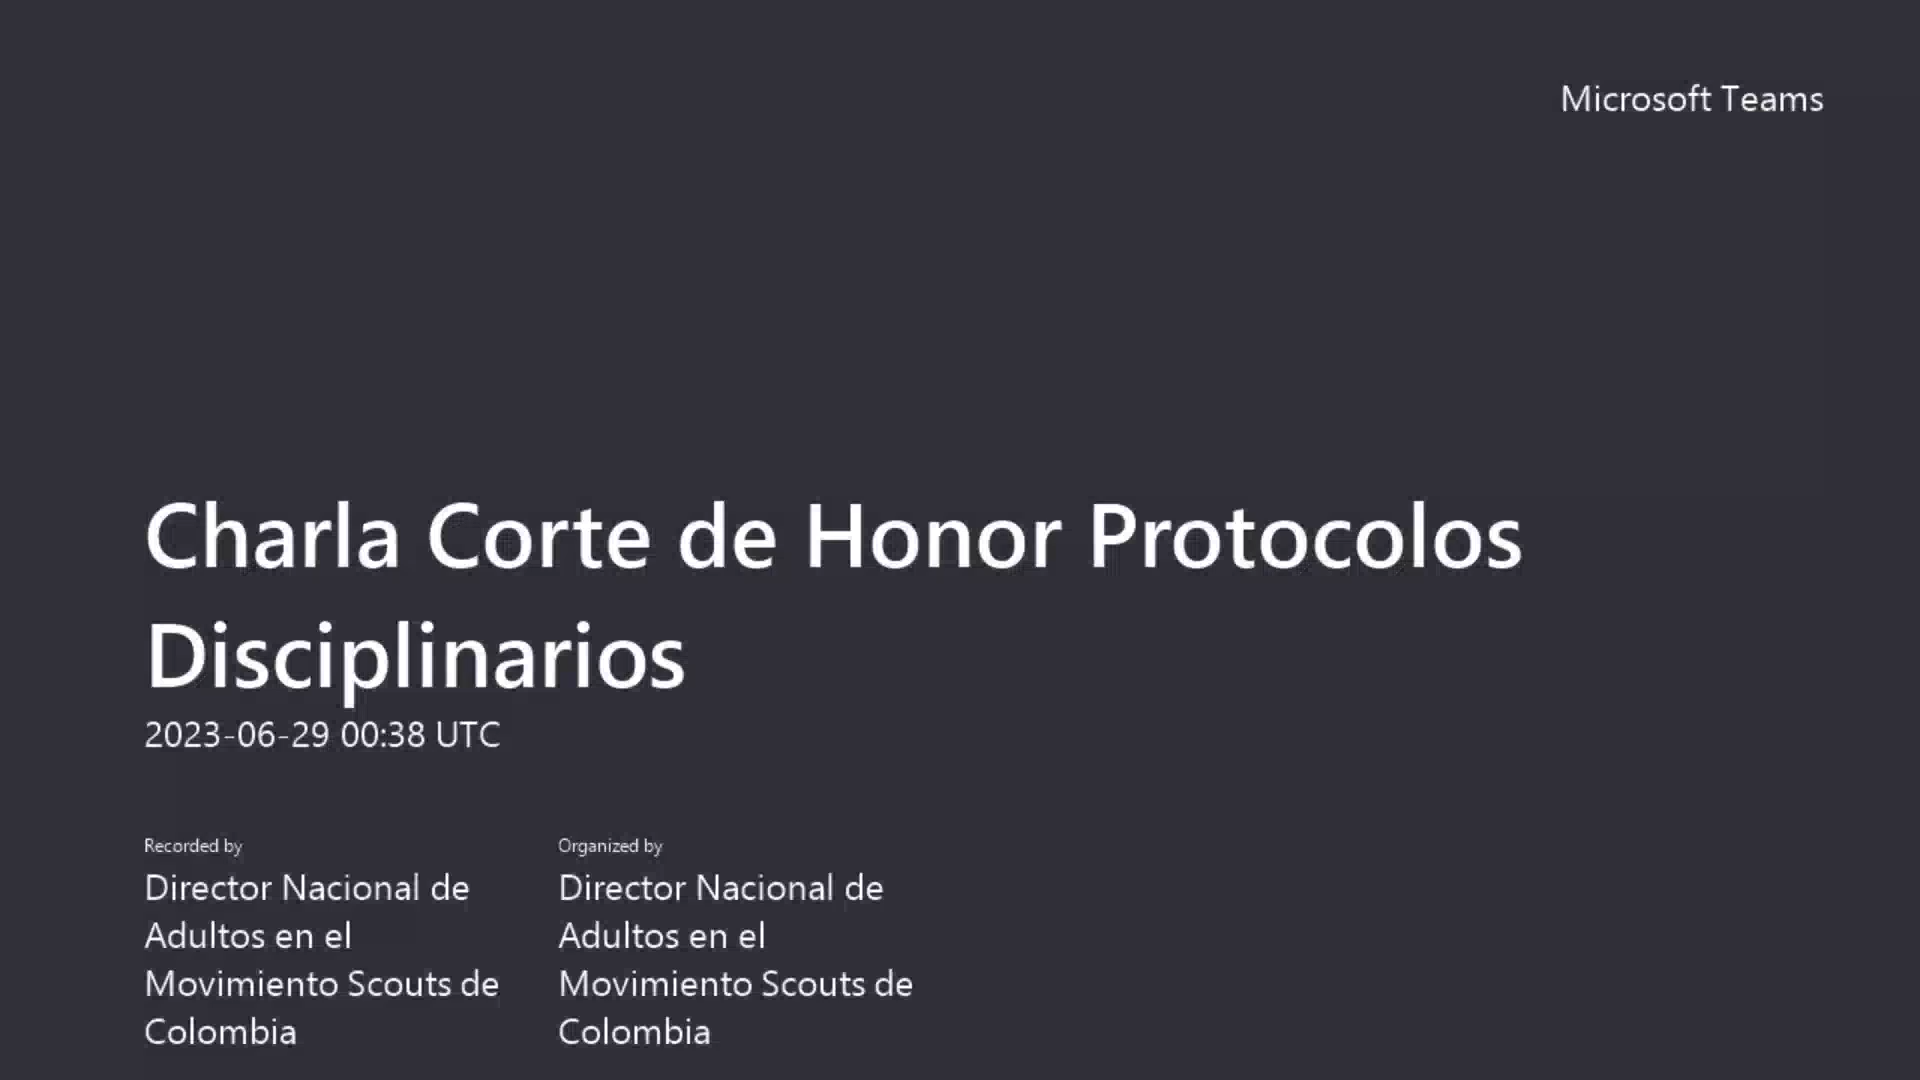 Microsoft Teams
Charla Corte de Honor Protocolos
Disciplinarios
2023-06-29 00:38 UTC
Recorded by
Director Nacional de
Adultos en el
Movimiento Scouts de
Colombia
Organized by
Director Nacional de
Adultos en el
Movimiento Scouts de
Colombia